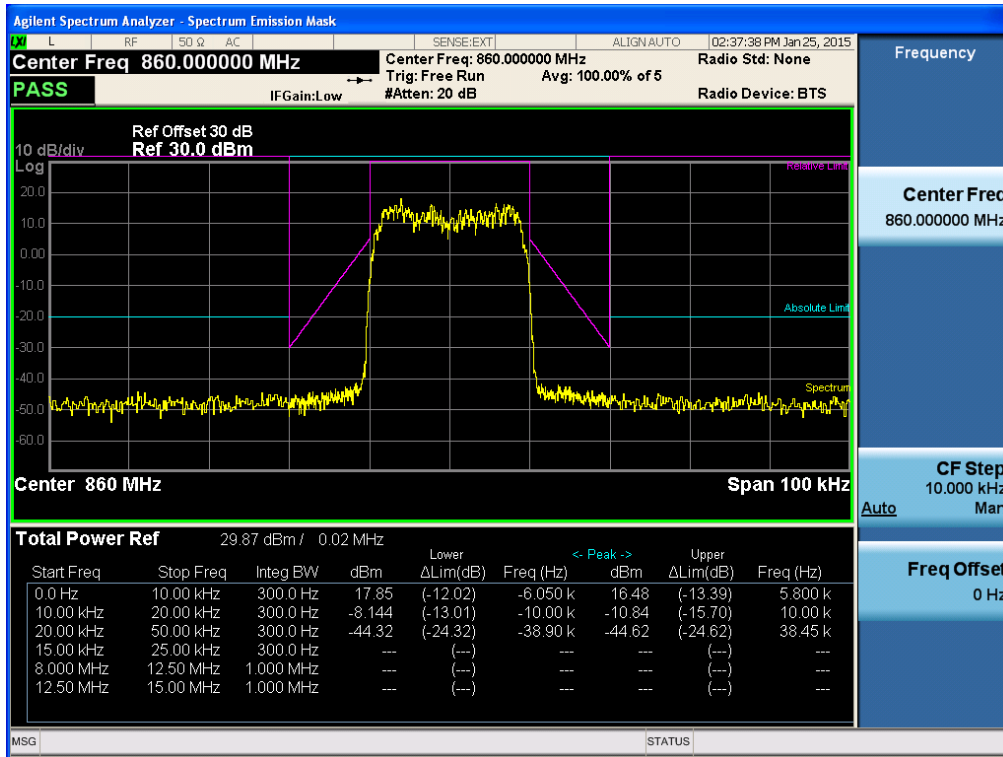 Agilent Spectrum Analyzer - Spectrum Emission Mask
LXI L RF 50 Ω AC SENSE:EXT ALIGN AUTO 02:37:38 PM Jan 25, 2015
Center Freq 860.000000 MHz
Center Freq: 860.000000 MHz Radio Std: None
Trig: Free Run Avg: 100.00% of 5
PASS IFGain:Low #Atten: 20 dB Radio Device: BTS
Frequency
Ref Offset 30 dB
10 dB/div Ref 30.0 dBm
Log
Relative Limit
20.0
10.0
0.00
-10.0
-20.0
Absolute Limit
-30.0
-40.0
Spectrum
-50.0
-60.0
Center 860 MHz Span 100 kHz
Center Freq
860.000000 MHz
CF Step
10.000 kHz
Auto Man
Freq Offset
0 Hz
Total Power Ref 29.87 dBm / 0.02 MHz
Lower <- Peak -> Upper
Start Freq Stop Freq Integ BW dBm ΔLim(dB) Freq (Hz) dBm ΔLim(dB) Freq (Hz)
0.0 Hz 10.00 kHz 300.0 Hz 17.85 (-12.02) -6.050 k 16.48 (-13.39) 5.800 k
10.00 kHz 20.00 kHz 300.0 Hz -8.144 (-13.01) -10.00 k -10.84 (-15.70) 10.00 k
20.00 kHz 50.00 kHz 300.0 Hz -44.32 (-24.32) -38.90 k -44.62 (-24.62) 38.45 k
15.00 kHz 25.00 kHz 300.0 Hz --- (---) --- --- (---) ---
8.000 MHz 12.50 MHz 1.000 MHz --- (---) --- --- (---) ---
12.50 MHz 15.00 MHz 1.000 MHz --- (---) --- --- (---) ---
MSG STATUS